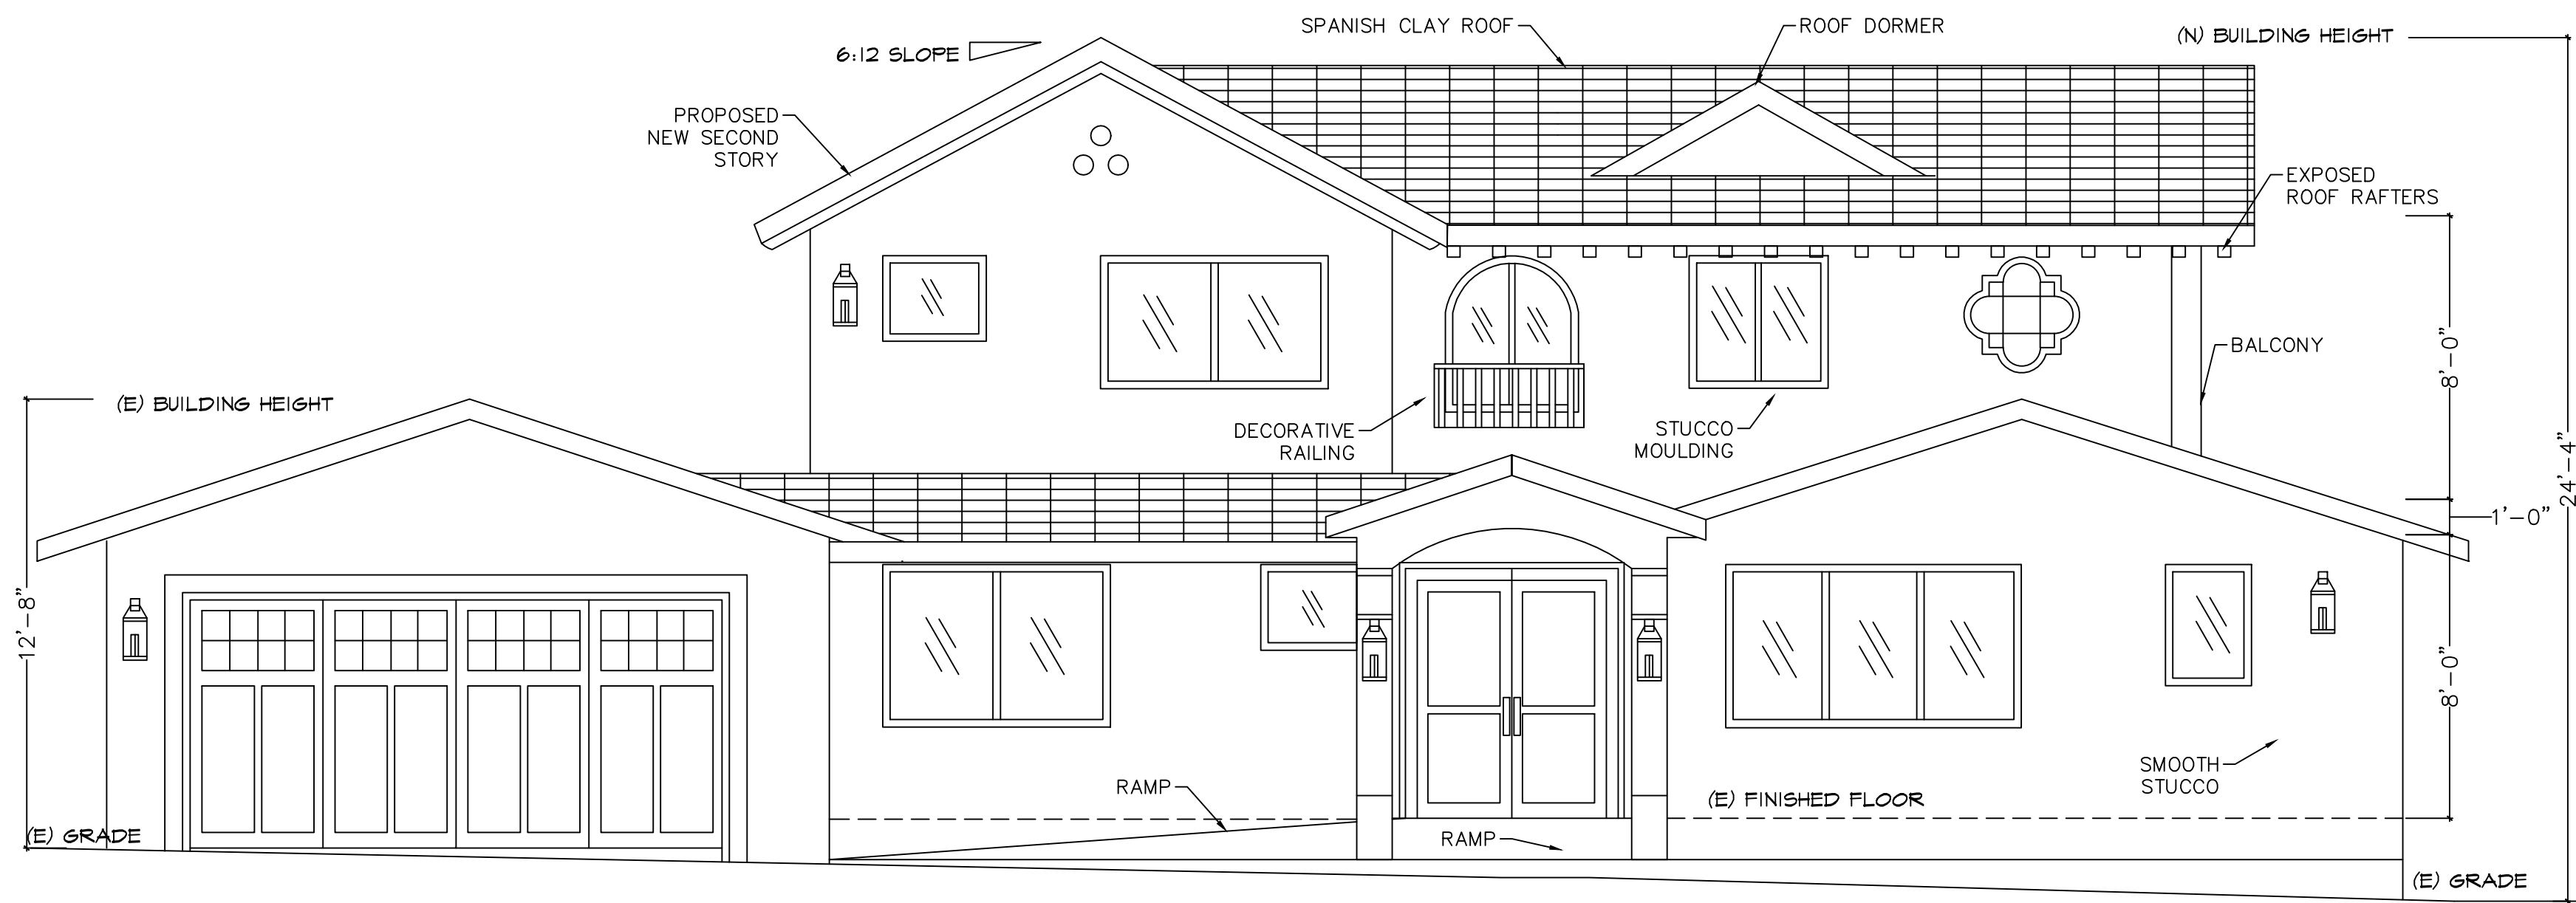 SPANISH CLAY ROOF
ROOF DORMER
(N) BUILDING HEIGHT
6:12 SLOPE
PROPOSED
NEW SECOND
STORY
EXPOSED
ROOF RAFTERS
BALCONY
8'-0"
(E) BUILDING HEIGHT
DECORATIVE
RAILING
STUCCO
MOULDING
24'-4"
1'-0"
12'-8"
8'-0"
SMOOTH
STUCCO
RAMP
(E) FINISHED FLOOR
(E) GRADE
RAMP
(E) GRADE